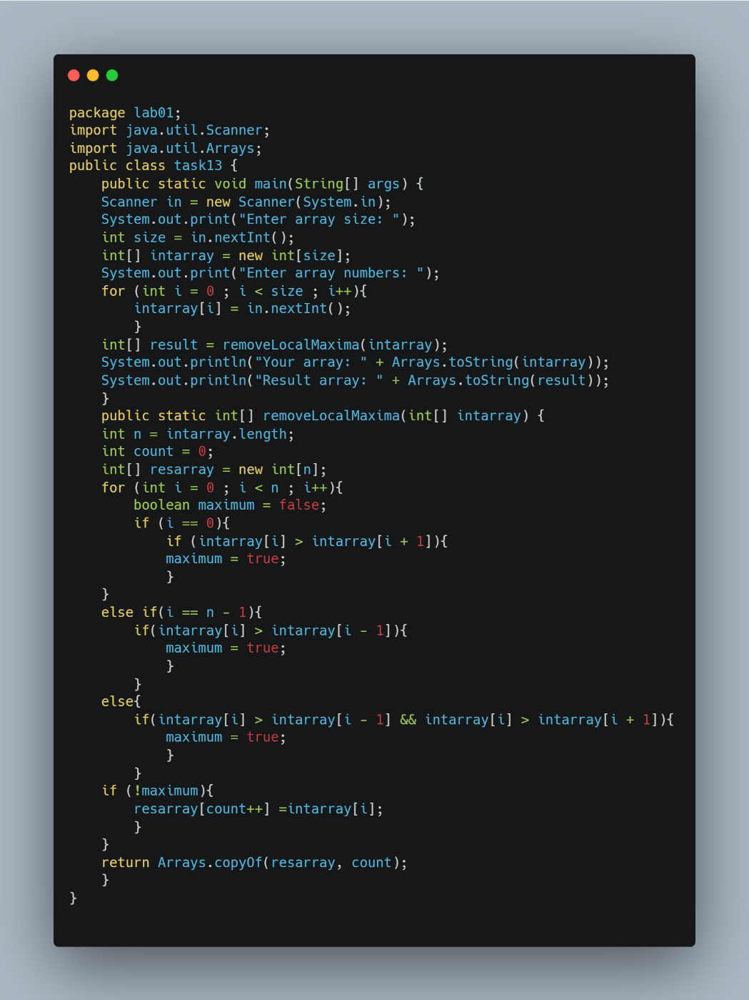 package lab01;
import java.util.Scanner;
import java.util.Arrays;
public class task13 {
    public static void main(String[] args) {
    Scanner in = new Scanner(System.in);
    System.out.print("Enter array size: ");
    int size = in.nextInt();
    int[] intarray = new int[size];
    System.out.print("Enter array numbers: ");
    for (int i = 0 ; i < size ; i++){
        intarray[i] = in.nextInt();
        }
    int[] result = removeLocalMaxima(intarray);
    System.out.println("Your array: " + Arrays.toString(intarray));
    System.out.println("Result array: " + Arrays.toString(result));
    }
    public static int[] removeLocalMaxima(int[] intarray) {
    int n = intarray.length;
    int count = 0;
    int[] resarray = new int[n];
    for (int i = 0 ; i < n ; i++){
        boolean maximum = false;
        if (i == 0){
            if (intarray[i] > intarray[i + 1]){
            maximum = true;
            }
    }
    else if(i == n - 1){
        if(intarray[i] > intarray[i - 1]){
            maximum = true;
            }
        }
    else{
        if(intarray[i] > intarray[i - 1] && intarray[i] > intarray[i + 1]){
            maximum = true;
            }
        }
    if (!maximum){
        resarray[count++] =intarray[i];
        }
    }
    return Arrays.copyOf(resarray, count);
    }
}